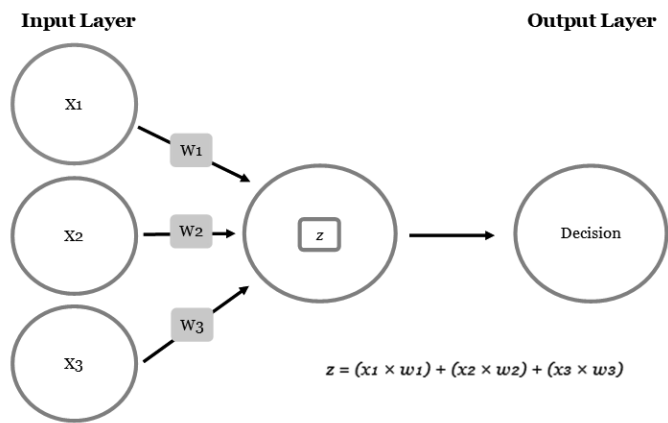 Input Layer
Output Layer
X1
W1
X2
W2
z
Decision
W3
X3
z = (x1 × w1) + (x2 × w2) + (x3 × w3)